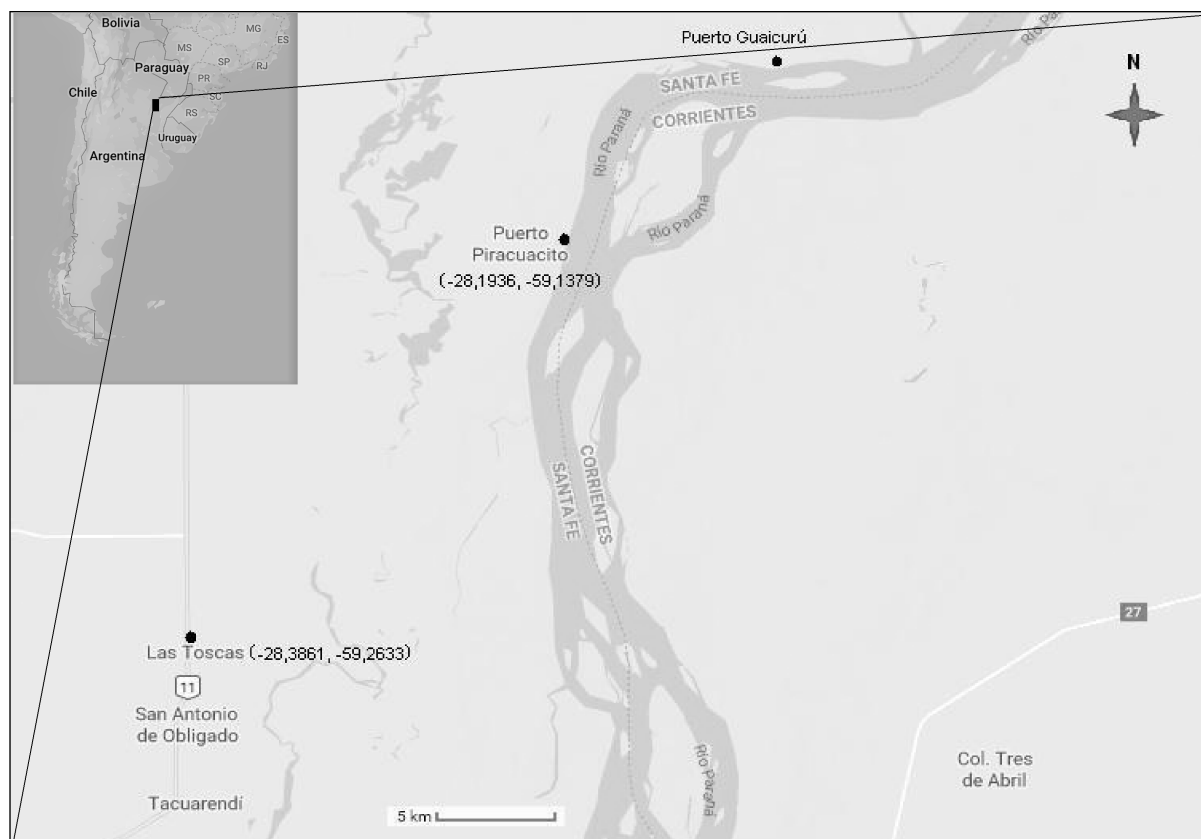 Bolivia
MG
ES
MS
SP
Paraguay
RJ
PR
Chile
SC
RS
Uruguay
Argentina
Puerto Guaicurú
Río Pa
N
SANTA FE
CORRIENTES
Río Paraná
Río Paraná
Puerto
Piracuacito
(-28,1936, -59,1379)
CORRIENTES
SANTA FE
27
Las Toscas (-28,3861, -59,2633)
11
San Antonio
de Obligado
Río Paraná
Col. Tres
de Abril
Tacuarendí
5 km